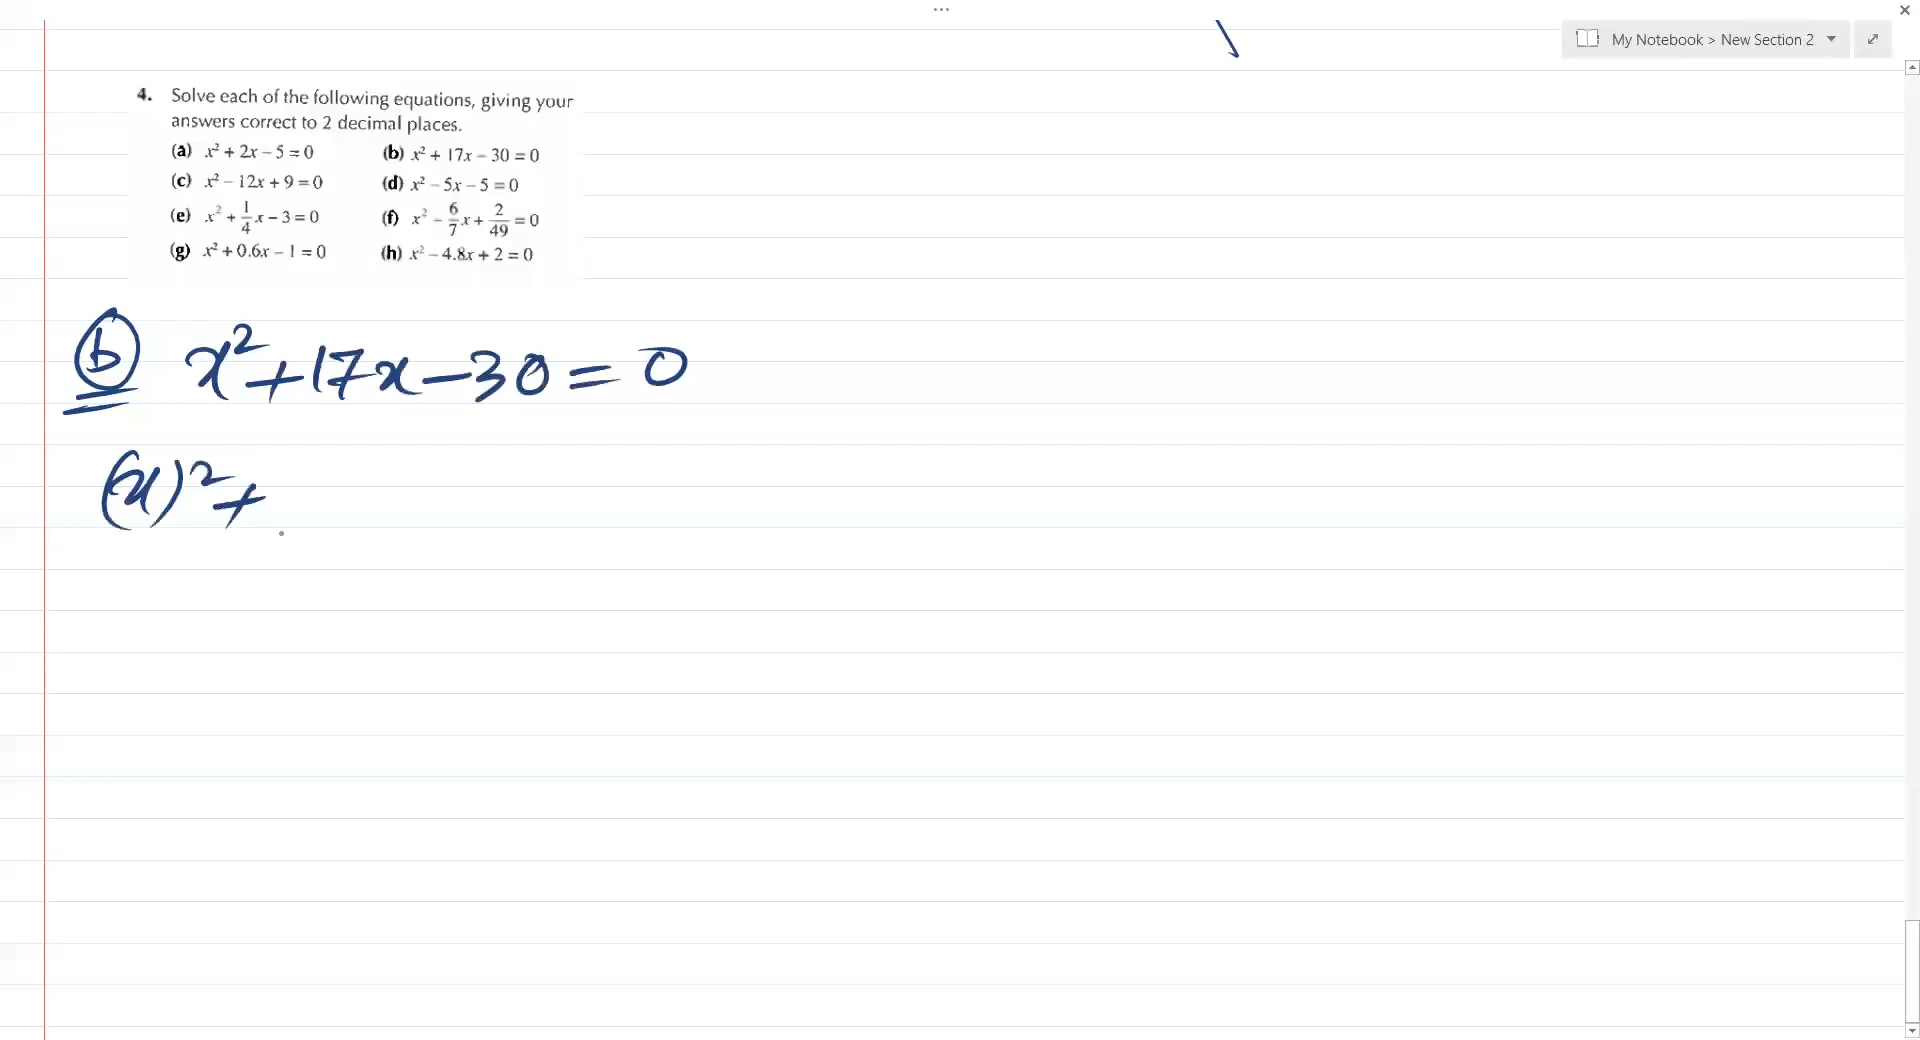 ...
My Notebook > New Section 2
4. Solve each of the following equations, giving your
answers correct to 2 decimal places.
(a) x² + 2x – 5 = 0 (b) x² + 17x – 30 = 0
(c) x² – 12x + 9 = 0 (d) x² – 5x – 5 = 0
(e) x² + 1/4 x – 3 = 0 (f) x² – 6/7 x + 2/49 = 0
(g) x² + 0.6x – 1 = 0 (h) x² – 4.8x + 2 = 0
b x² + 17x – 30 = 0
(x)² +